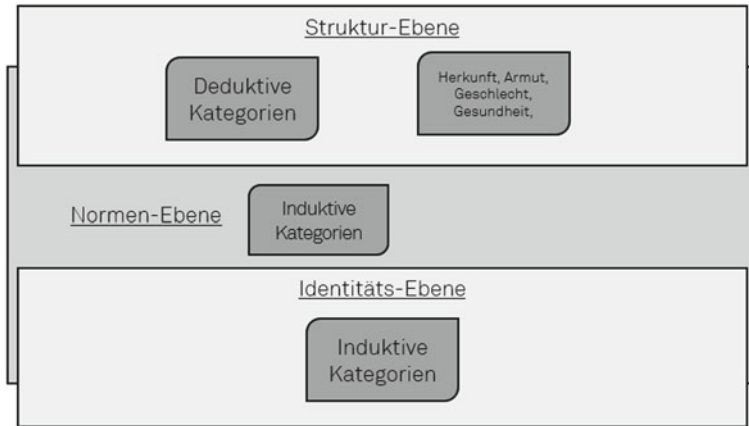 Struktur-Ebene
Deduktive
Kategorien
Herkunft, Armut,
Geschlecht,
Gesundheit,
Normen-Ebene
Induktive
Kategorien
Identitäts-Ebene
Induktive
Kategorien